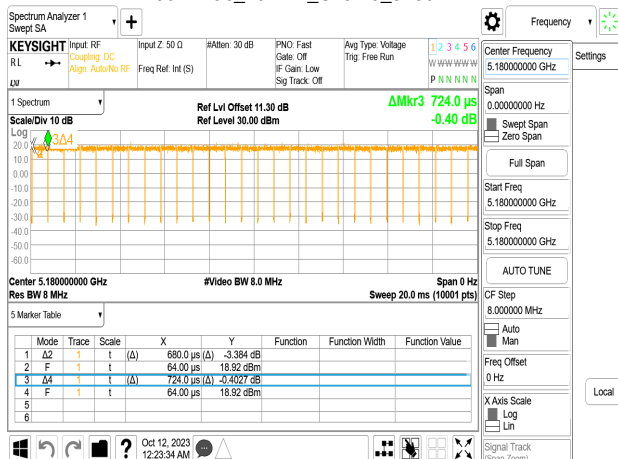 Spectrum Analyzer 1
Swept SA
Frequency
KEYSIGHT
RL
Input: RF
Coupling: DC
Align: Auto/No RF
Input Z: 50 Ω
Freq Ref: Int (S)
#Atten: 30 dB
PNO: Fast
Gate: Off
IF Gain: Low
Sig Track: Off
Avg Type: Voltage
Trig: Free Run
1 2 3 4 5 6
W W W W W W
P N N N N N
1 Spectrum
Scale/Div 10 dB
Ref Lvl Offset 11.30 dB
Ref Level 30.00 dBm
ΔMkr3 724.0 µs
-0.40 dB
Log
3Δ4
20.0
10.0
0.00
-10.0
-20.0
-30.0
-40.0
-50.0
-60.0
Center 5.180000000 GHz
#Video BW 8.0 MHz
Span 0 Hz
Res BW 8 MHz
Sweep 20.0 ms (10001 pts)
5 Marker Table
Mode Trace Scale X Y Function Function Width Function Value
1 Δ2 1 t (Δ) 680.0 µs (Δ) -3.384 dB
2 F 1 t 64.00 µs 18.92 dBm
3 Δ4 1 t (Δ) 724.0 µs (Δ) -0.4027 dB
4 F 1 t 64.00 µs 18.92 dBm
5
6
?
Oct 12, 2023
12:23:34 AM
Center Frequency
5.180000000 GHz
Span
0.00000000 Hz
Swept Span
Zero Span
Full Span
Start Freq
5.180000000 GHz
Stop Freq
5.180000000 GHz
AUTO TUNE
CF Step
8.000000 MHz
Auto
Man
Freq Offset
0 Hz
X Axis Scale
Log
Lin
Signal Track
(Span Zoom)
Settings
Local